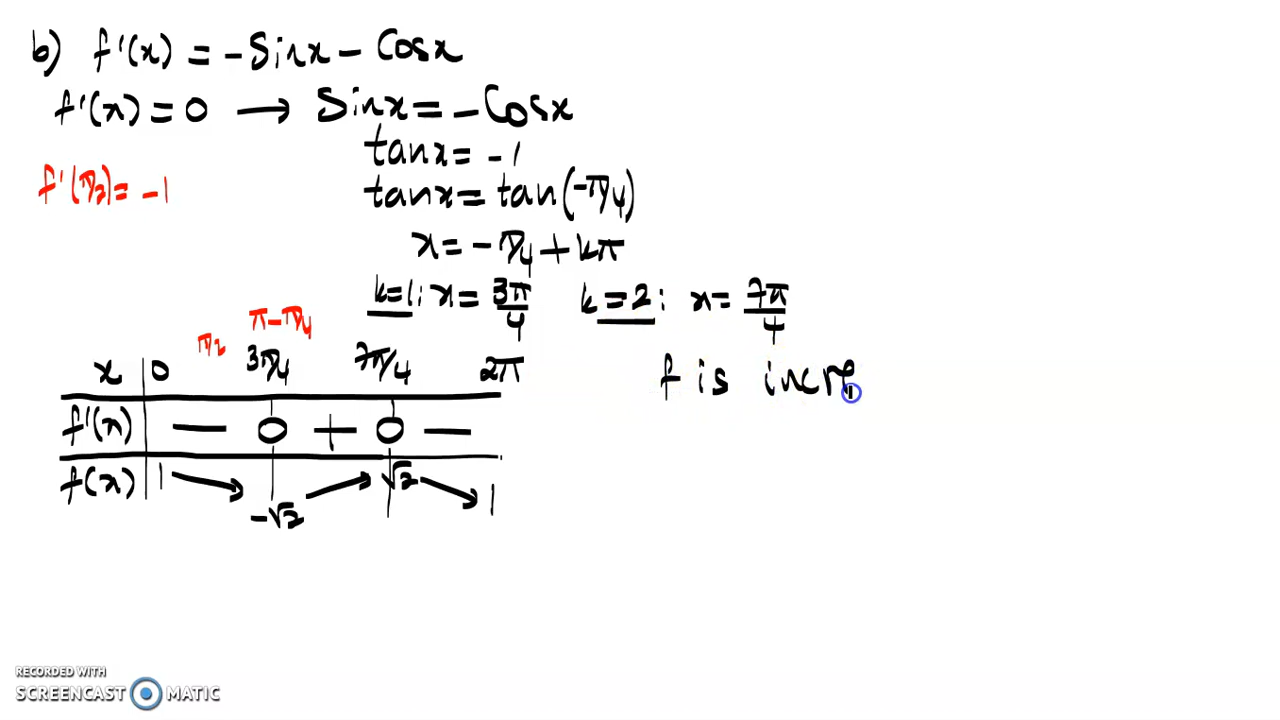 b) f'(x) = -Sinx - Cosx
f'(x) = 0 → Sinx = -Cosx
tanx = -1
f'(π/2) = -1
tanx = tan(-π/4)
x = -π/4 + kπ
k=1: x = 3π/4 k=2: x = 7π/4
π/2 π-π/4
x 0 3π/4 7π/4 2π
f is incre
f'(x) — 0 + 0 —
f(x) 1 -√2 √2 1
RECORDED WITH
SCREENCAST MATIC